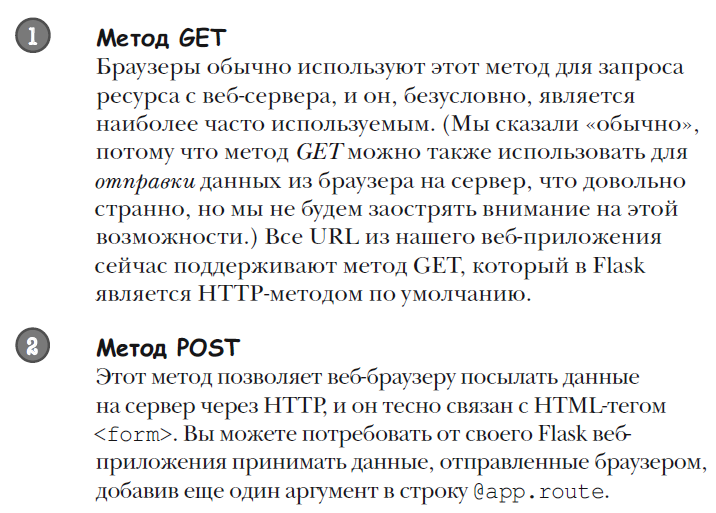 1 Метод GET
Браузеры обычно используют этот метод для запроса
ресурса с веб-сервера, и он, безусловно, является
наиболее часто используемым. (Мы сказали «обычно»,
потому что метод GET можно также использовать для
отправки данных из браузера на сервер, что довольно
странно, но мы не будем заострять внимание на этой
возможности.) Все URL из нашего веб-приложения
сейчас поддерживают метод GET, который в Flask
является HTTP-методом по умолчанию.
2 Метод POST
Этот метод позволяет веб-браузеру посылать данные
на сервер через HTTP, и он тесно связан с HTML-тегом
<form>. Вы можете потребовать от своего Flask веб-
приложения принимать данные, отправленные браузером,
добавив еще один аргумент в строку @app.route.